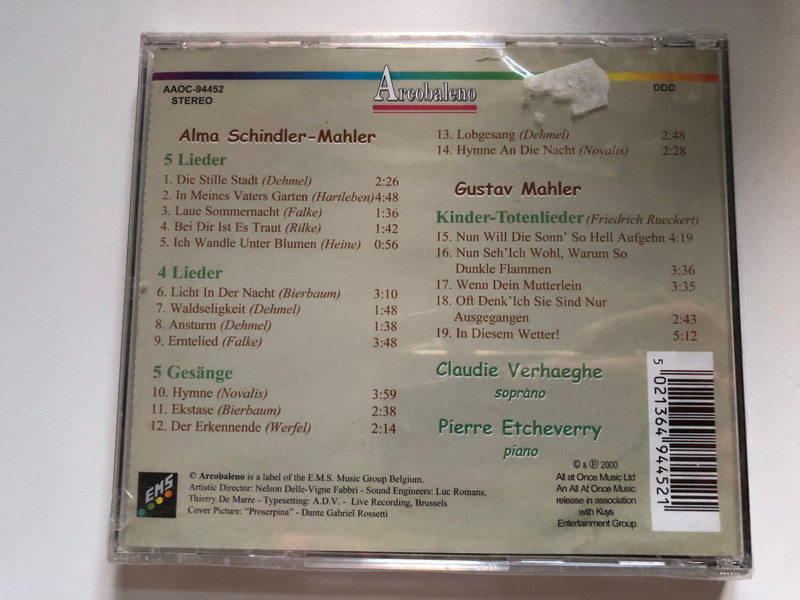 AAOC-94452
STEREO
Arcobaleno
DDD
Alma Schindler-Mahler
5 Lieder
1. Die Stille Stadt (Dehmel) 2:26
2. In Meines Vaters Garten (Hartleben) 4:48
3. Laue Sommernacht (Falke) 1:36
4. Bei Dir Ist Es Traut (Rilke) 1:42
5. Ich Wandle Unter Blumen (Heine) 0:56
4 Lieder
6. Licht In Der Nacht (Bierbaum) 3:10
7. Waldseligkeit (Dehmel) 1:48
8. Ansturm (Dehmel) 1:38
9. Erntelied (Falke) 3:48
5 Gesänge
10. Hymne (Novalis) 3:59
11. Ekstase (Bierbaum) 2:38
12. Der Erkennende (Werfel) 2:14
13. Lobgesang (Dehmel) 2:48
14. Hymne An Die Nacht (Novalis) 2:28
Gustav Mahler
Kinder-Totenlieder (Friedrich Rueckert)
15. Nun Will Die Sonn' So Hell Aufgehn 4:19
16. Nun Seh'Ich Wohl, Warum So
Dunkle Flammen 3:36
17. Wenn Dein Mutterlein 3:35
18. Oft Denk'Ich Sie Sind Nur
Ausgegangen 2:43
19. In Diesem Wetter! 5:12
Claudie Verhaeghe
sopràno
Pierre Etcheverry
piano
EMS
© Arcobaleno is a label of the E.M.S. Music Group Belgium.
Artistic Director: Nelson Delle-Vigne Fabbri - Sound Engineers: Luc Romans,
Thierry De Marre - Typesetting: A.D.V. - Live Recording, Brussels
Cover Picture: "Proserpina" - Dante Gabriel Rossetti
© & ℗ 2000
All at Once Music Ltd
An All At Once Music
release in association
with Kuys
Entertainment Group
5 021364 944521